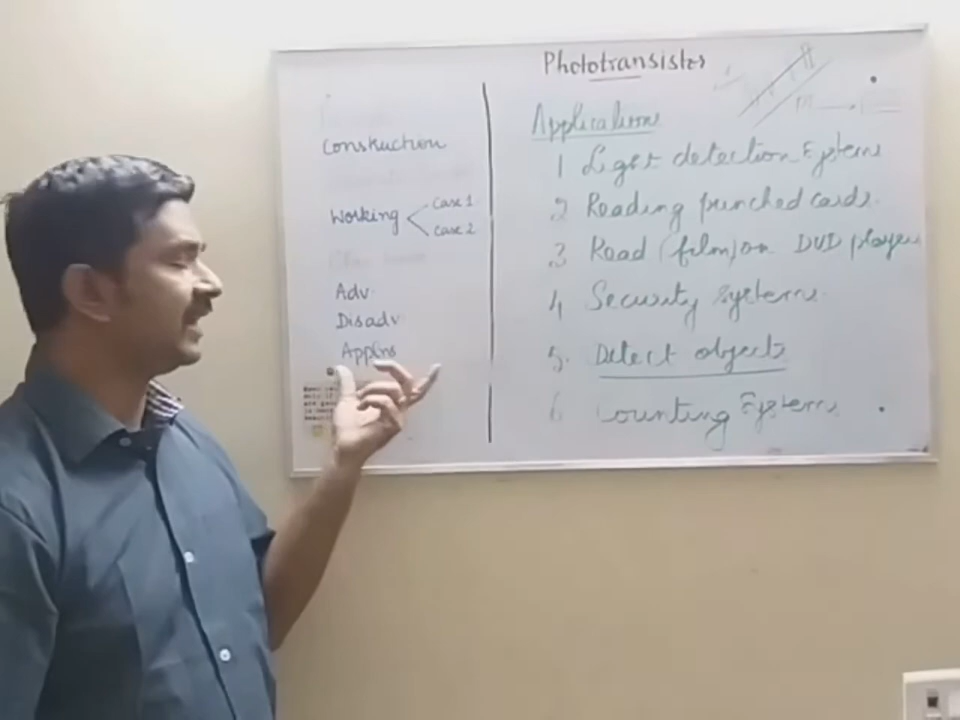 Phototransistor
Construction
Working
Case 1
Case 2
Adv.
Disadv.
Applns
Applications
1 Light detection Systems
2 Reading punched cards.
3 Read (film) on DVD players
4 Security Systems.
5. Detect objects
6 Counting Systems